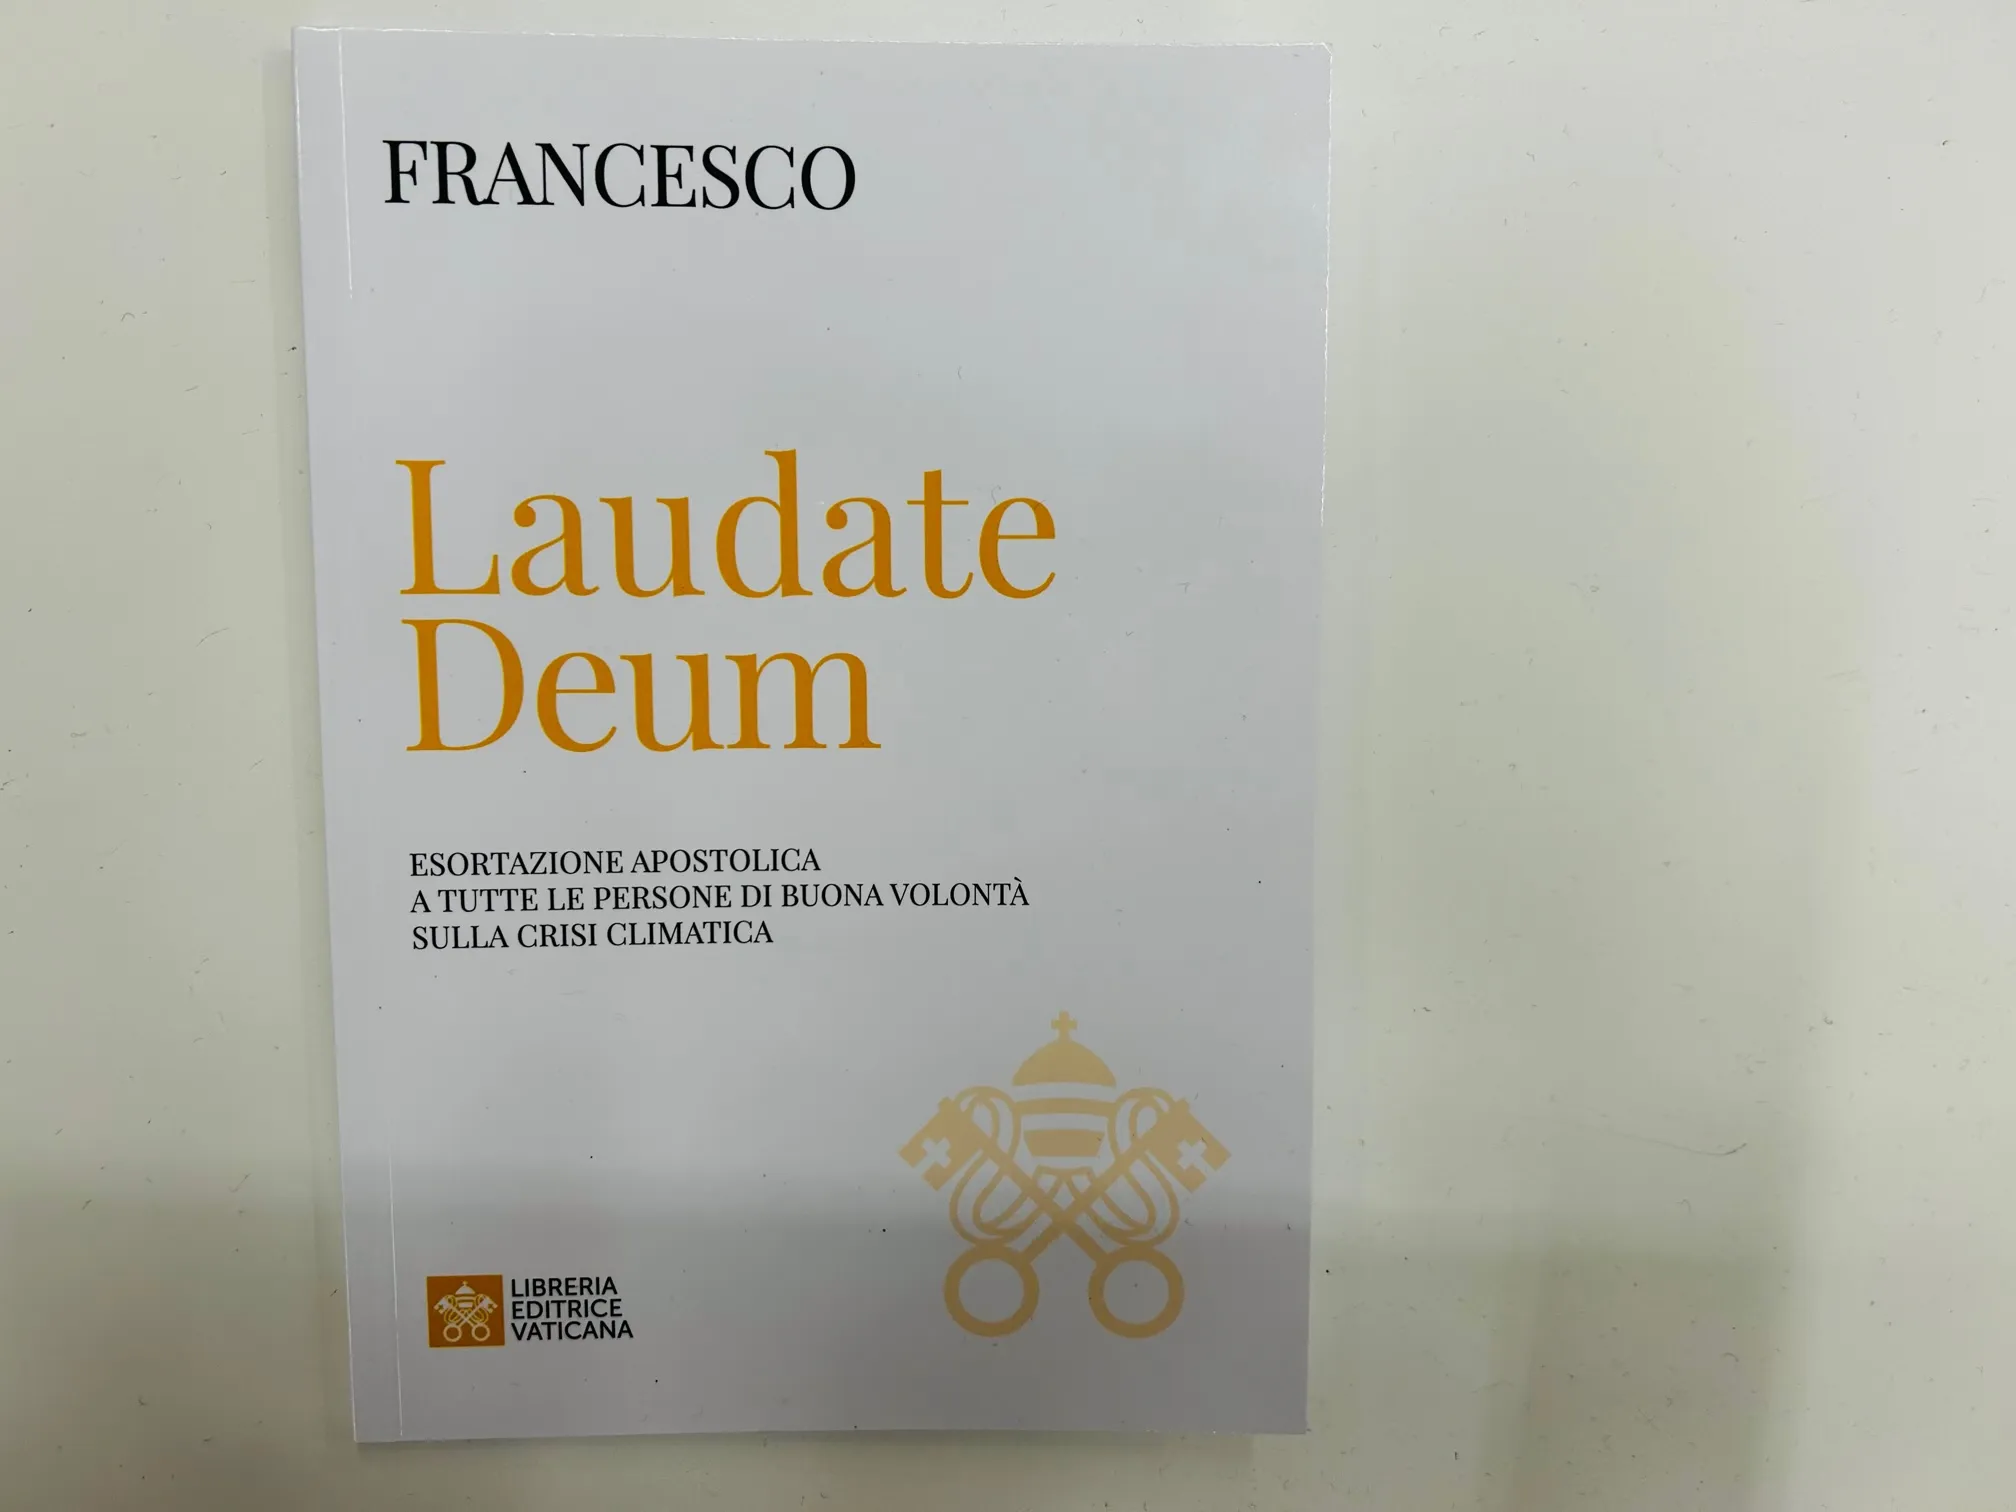 FRANCESCO
Laudate
Deum
ESORTAZIONE APOSTOLICA
A TUTTE LE PERSONE DI BUONA VOLONTÀ
SULLA CRISI CLIMATICA
LIBRERIA
EDITRICE
VATICANA